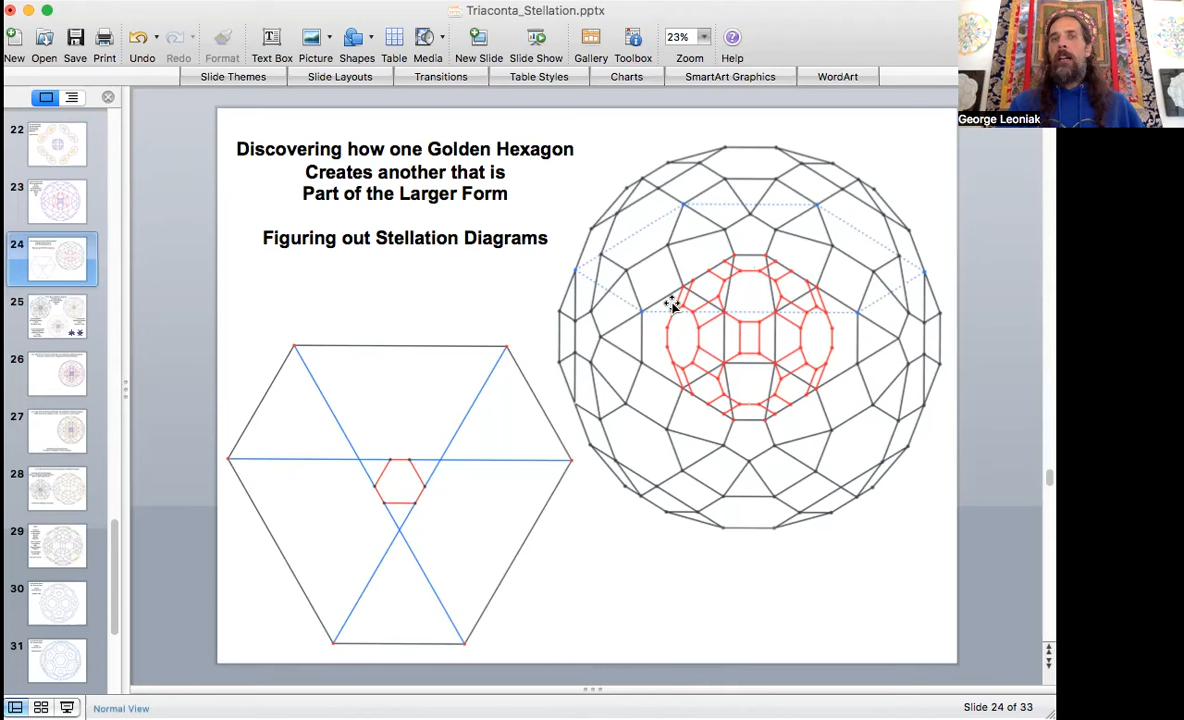 Triaconta_Stellation.pptx
New Open Save Print Undo Redo Format Text Box Picture Shapes Table Media New Slide Slide Show Gallery Toolbox Zoom Help
23%
Slide Themes Slide Layouts Transitions Table Styles Charts SmartArt Graphics WordArt
George Leoniak
22
23
24
25
26
27
28
29
30
31
Discovering how one Golden Hexagon
Creates another that is
Part of the Larger Form
Figuring out Stellation Diagrams
Normal View
Slide 24 of 33